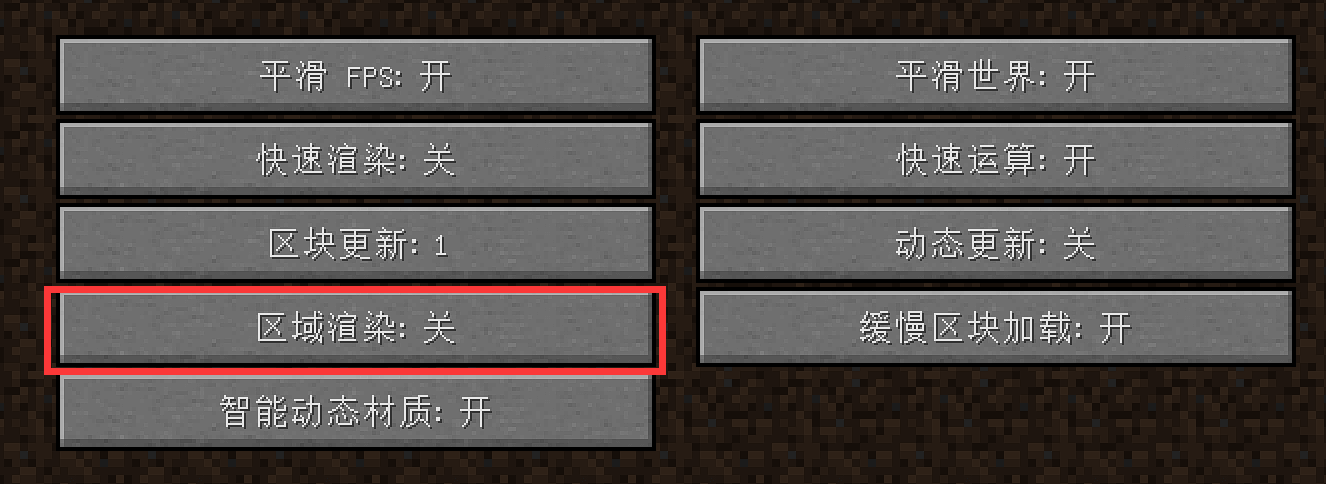 平滑 FPS: 开
平滑世界: 开
快速渲染: 关
快速运算: 开
区块更新: 1
动态更新: 关
区域渲染: 关
缓慢区块加载: 开
智能动态材质: 开